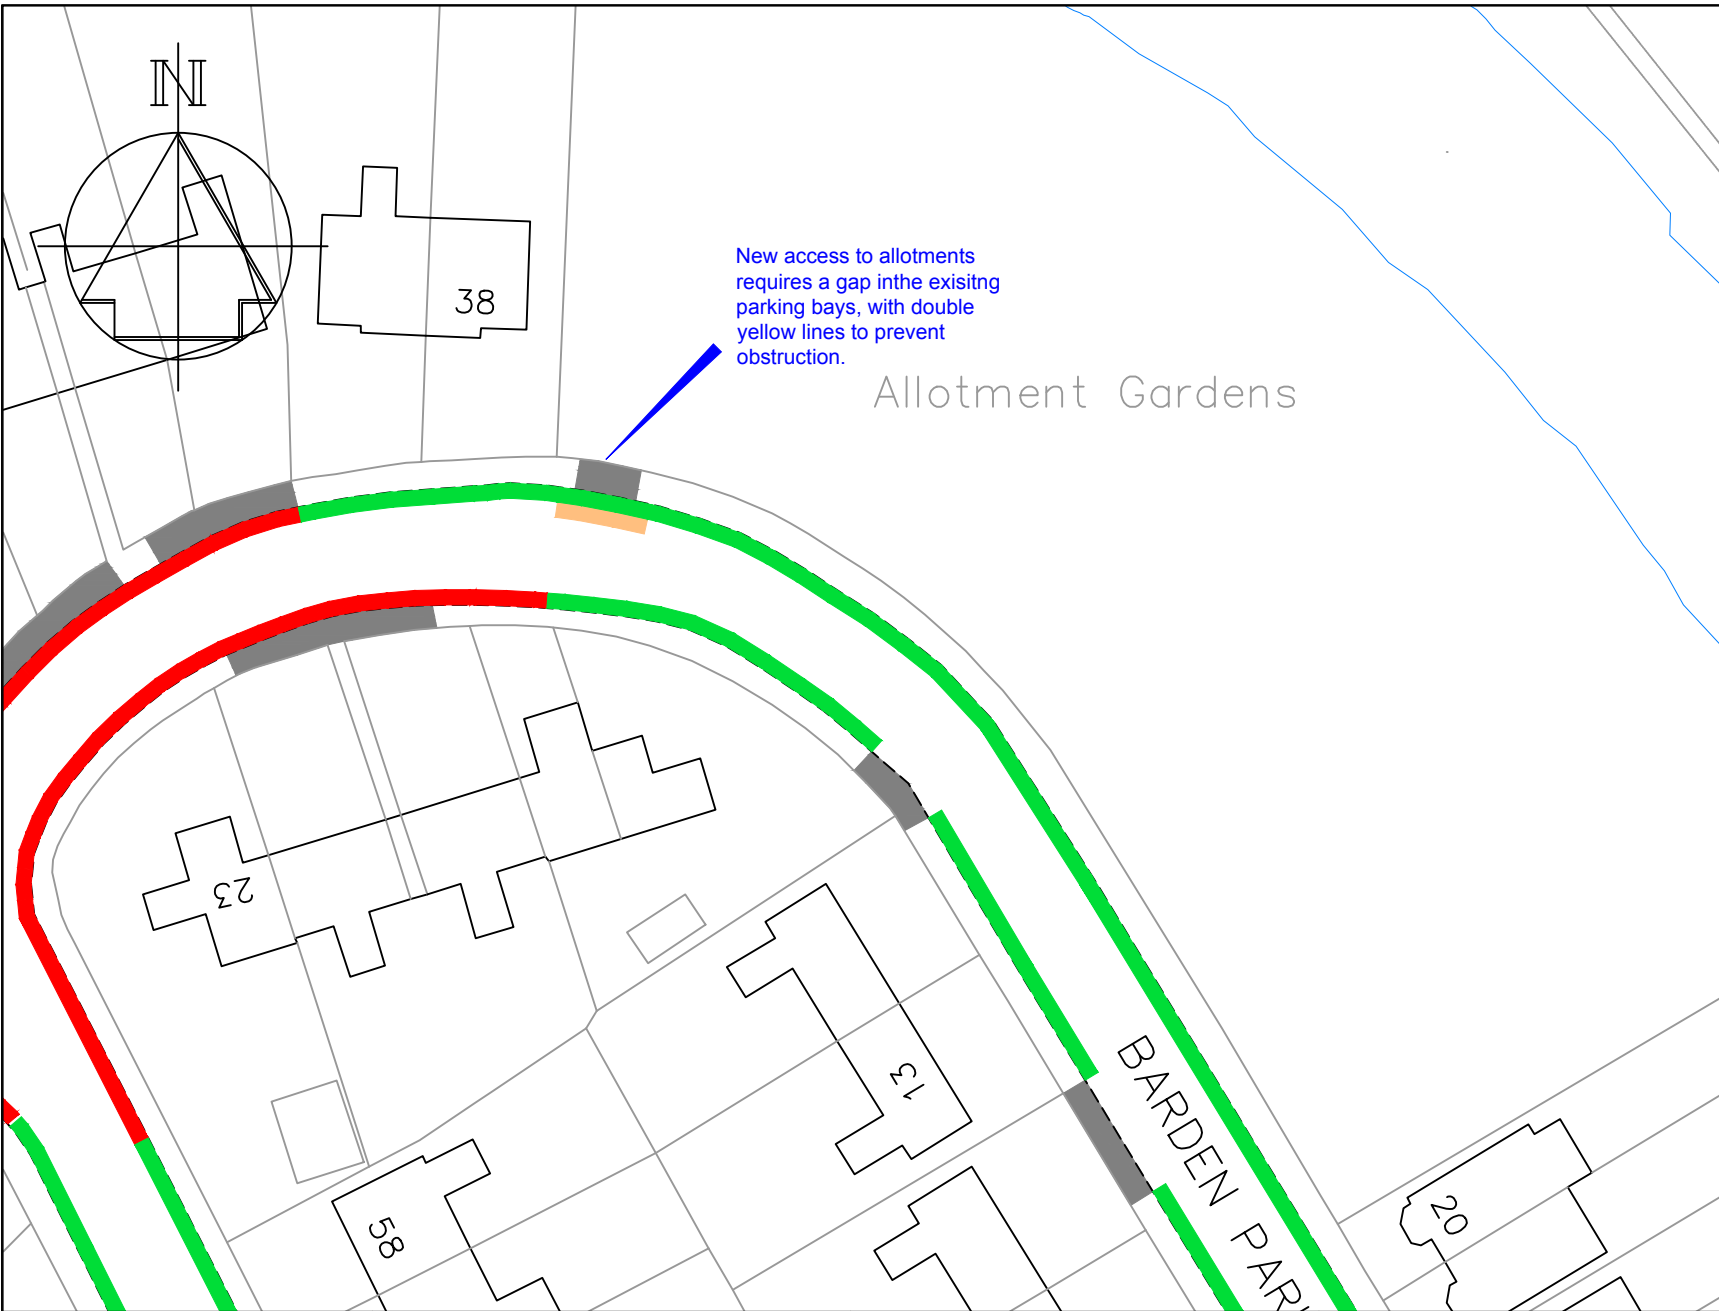 N
38
New access to allotments
requires a gap inthe exisitng
parking bays, with double
yellow lines to prevent
obstruction.
Allotment Gardens
23
13
BARDEN PAR
20
58